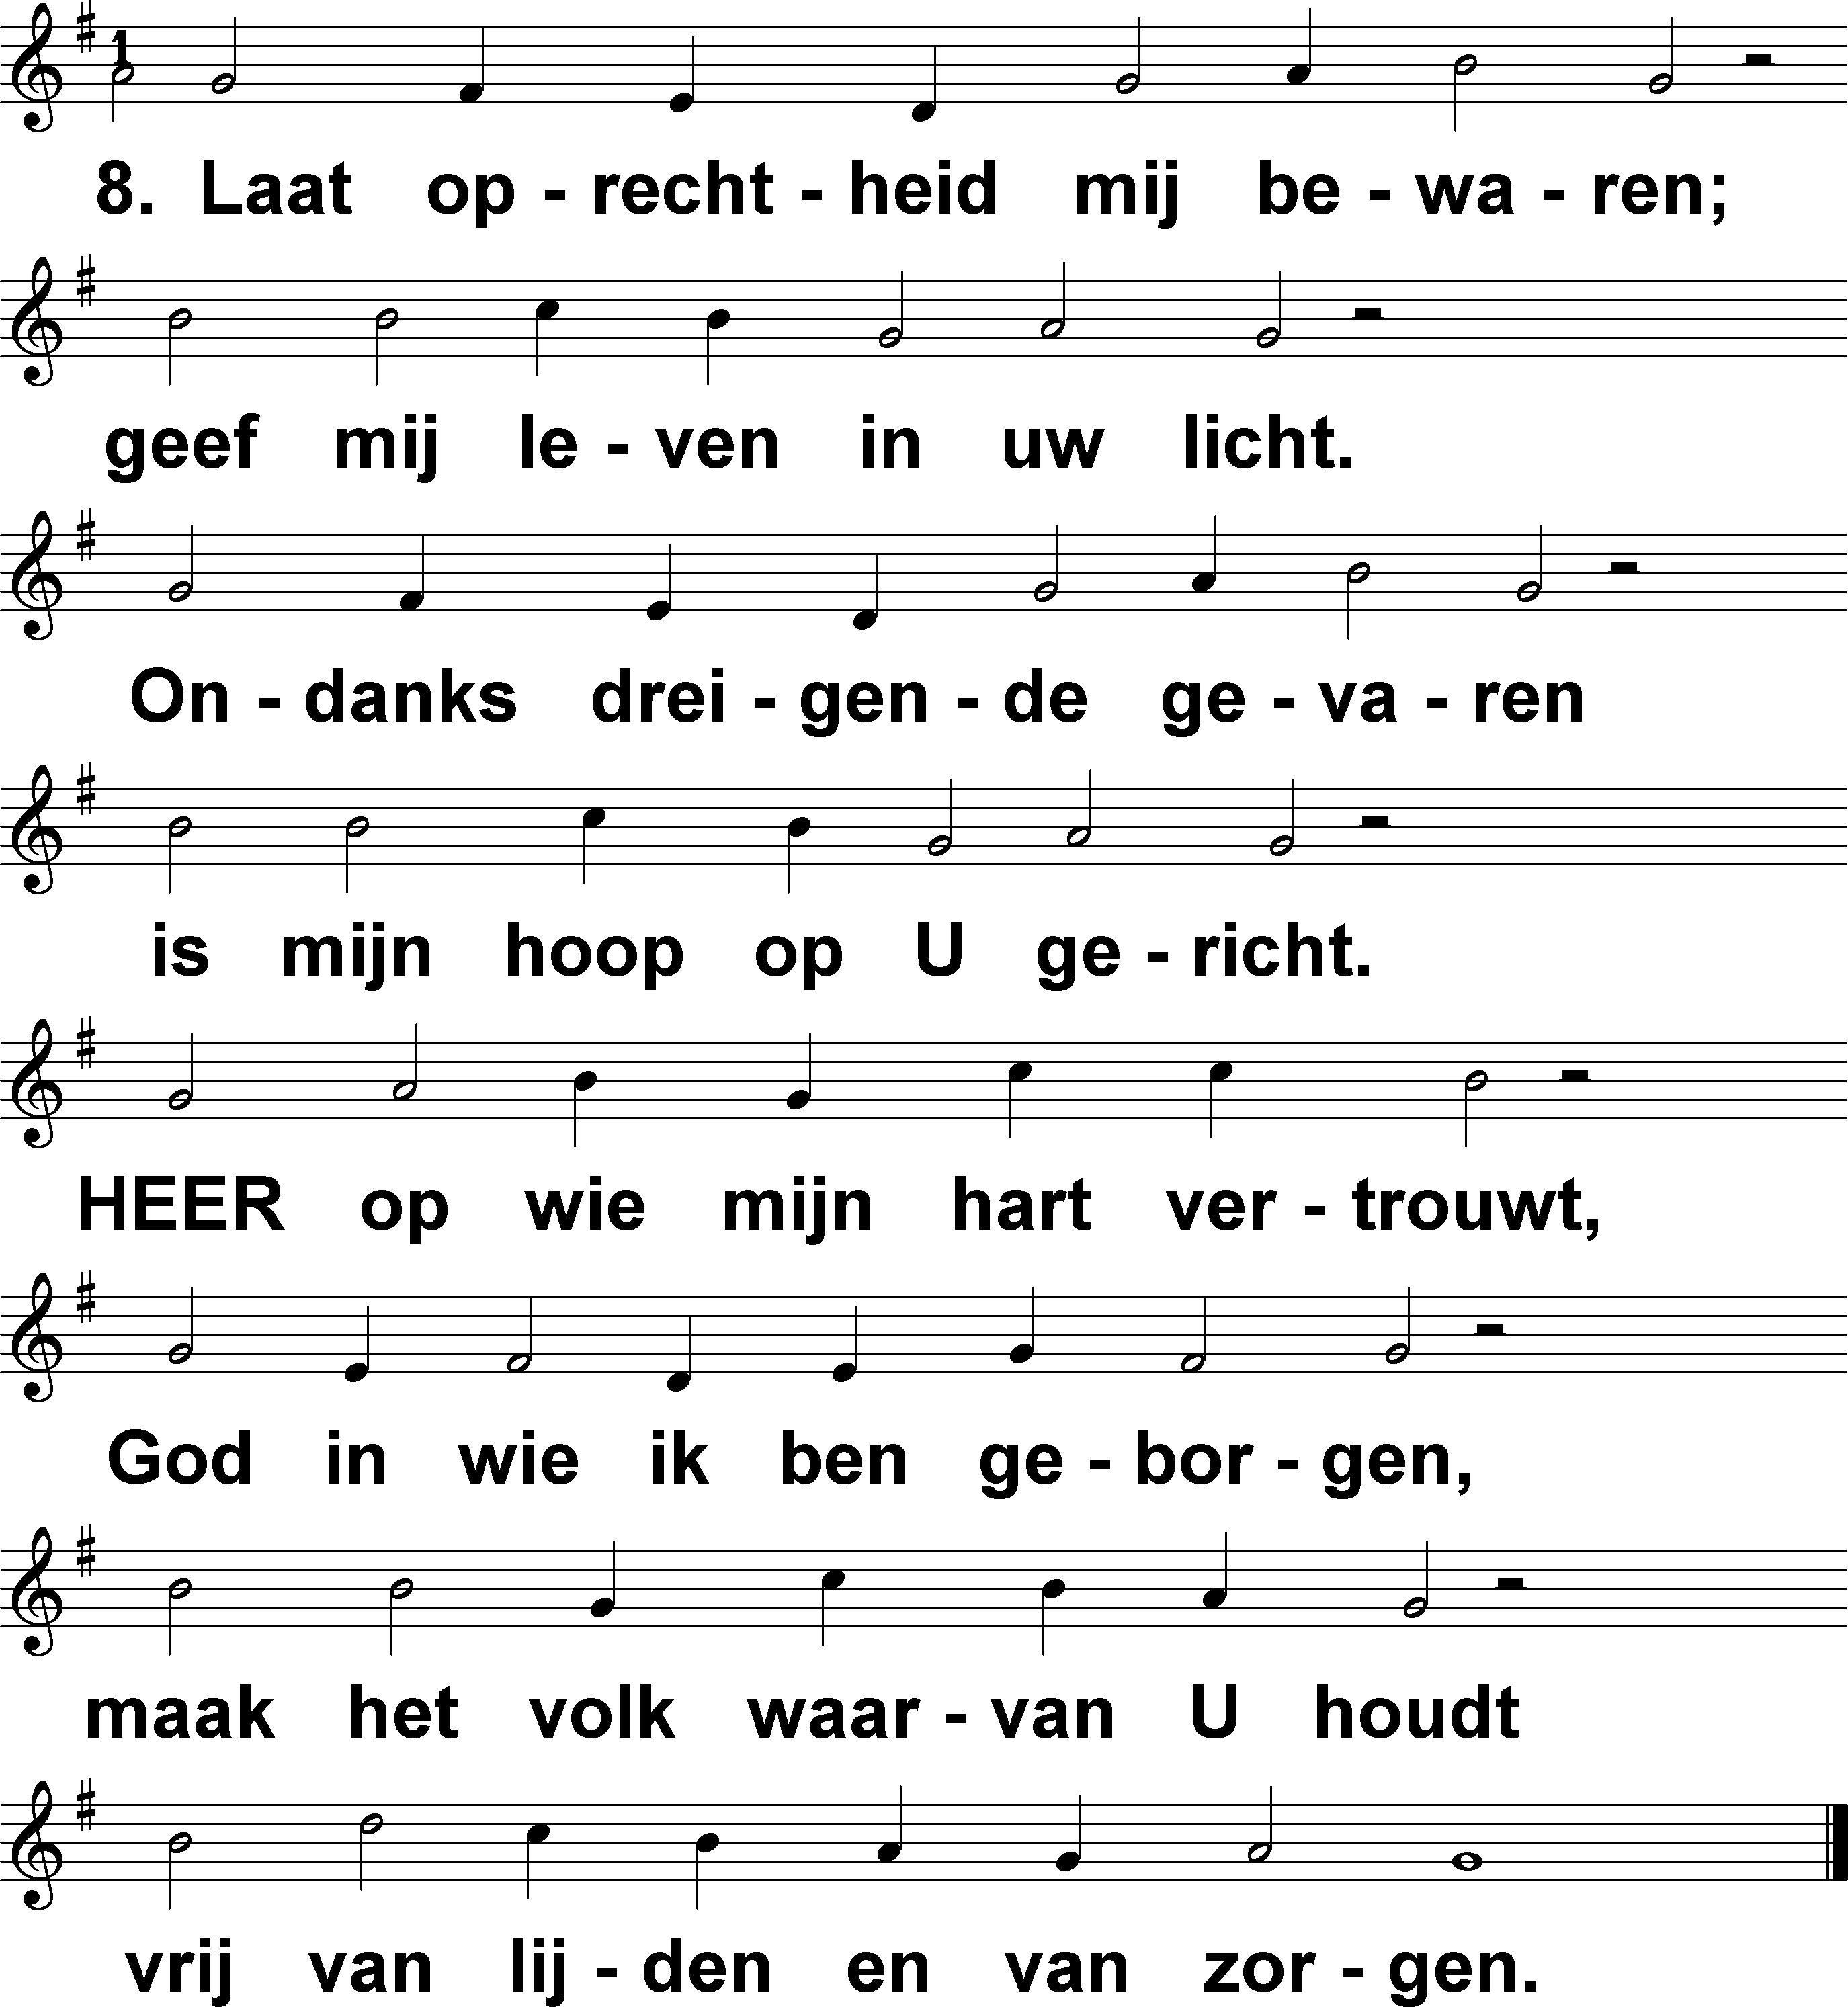 8. Laat op - recht - heid mij be - wa - ren;
geef mij le - ven in uw licht.
On - danks drei - gen - de ge - va - ren
is mijn hoop op U ge - richt.
HEER op wie mijn hart ver - trouwt,
God in wie ik ben ge - bor - gen,
maak het volk waar - van U houdt
vrij van lij - den en van zor - gen.